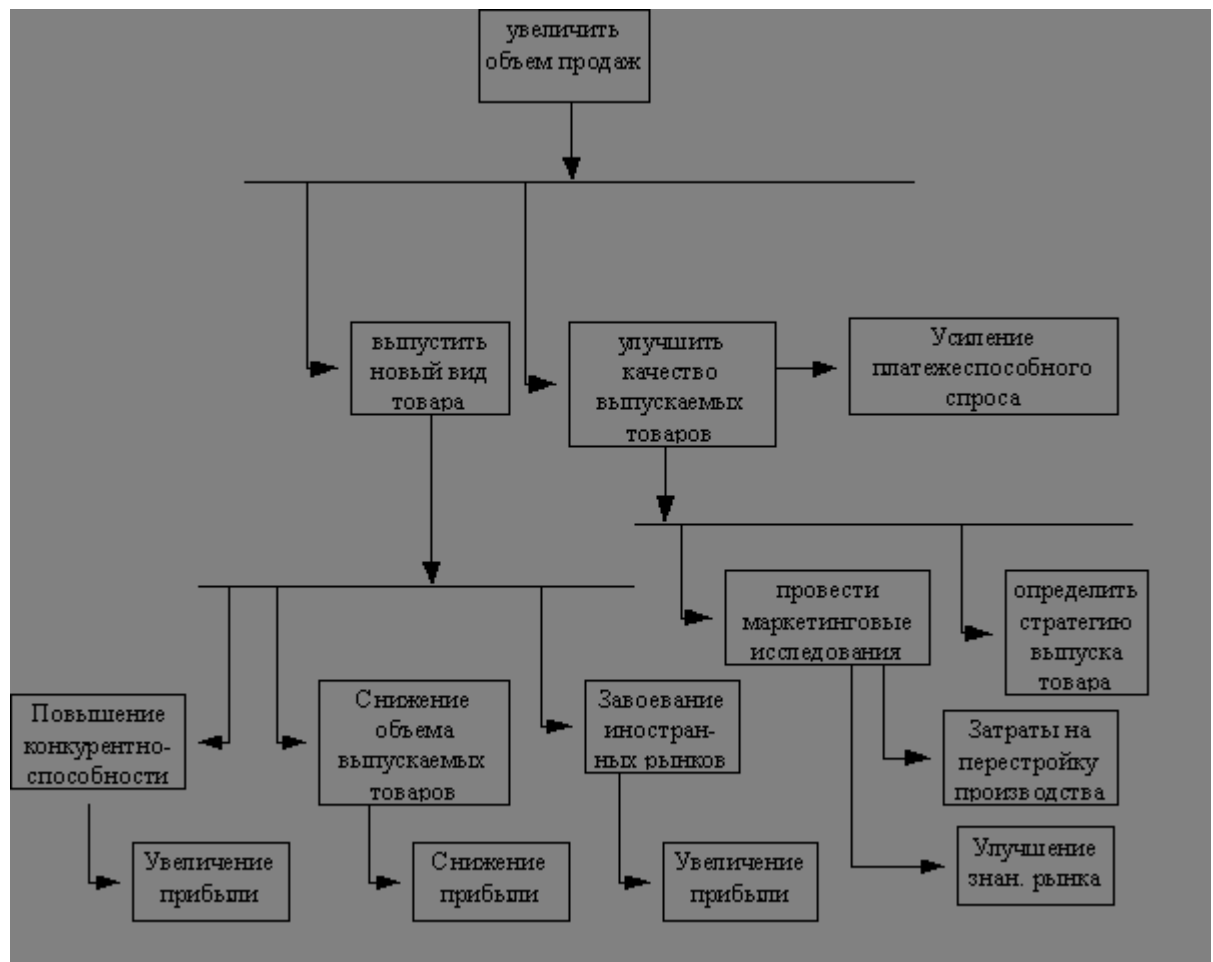 увеличить
объем продаж
выпустить
новый вид
товара
улучшить
качество
выпускаемых
товаров
Усиление
платежеспособного
спроса
провести
маркетинговые
исследования
определить
стратегию
выпуска
товара
Повышение
конкурентно-
способности
Снижение
объема
выпускаемых
товаров
Завоевание
иностран-
ных рынков
Затраты на
перестройку
производства
Увеличение
прибыли
Снижение
прибыли
Увеличение
прибыли
Улучшение
знан. рынка